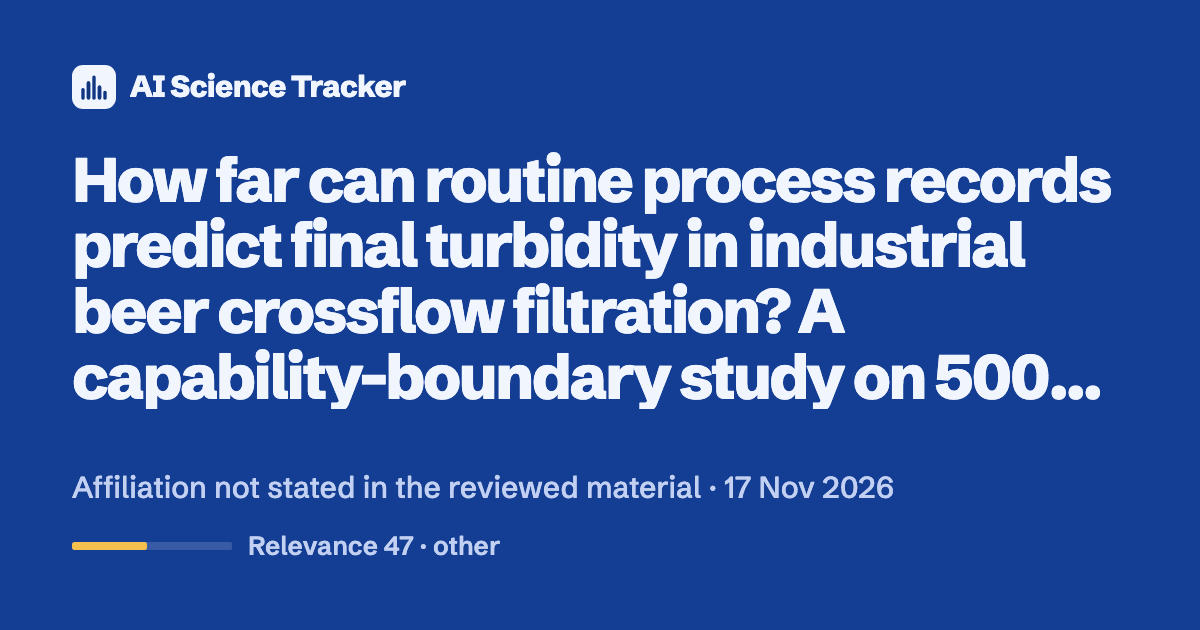 AI Science Tracker
How far can routine process records
predict final turbidity in industrial
beer crossflow filtration? A
capability-boundary study on 500...
Affiliation not stated in the reviewed material · 17 Nov 2026
Relevance 47 · other